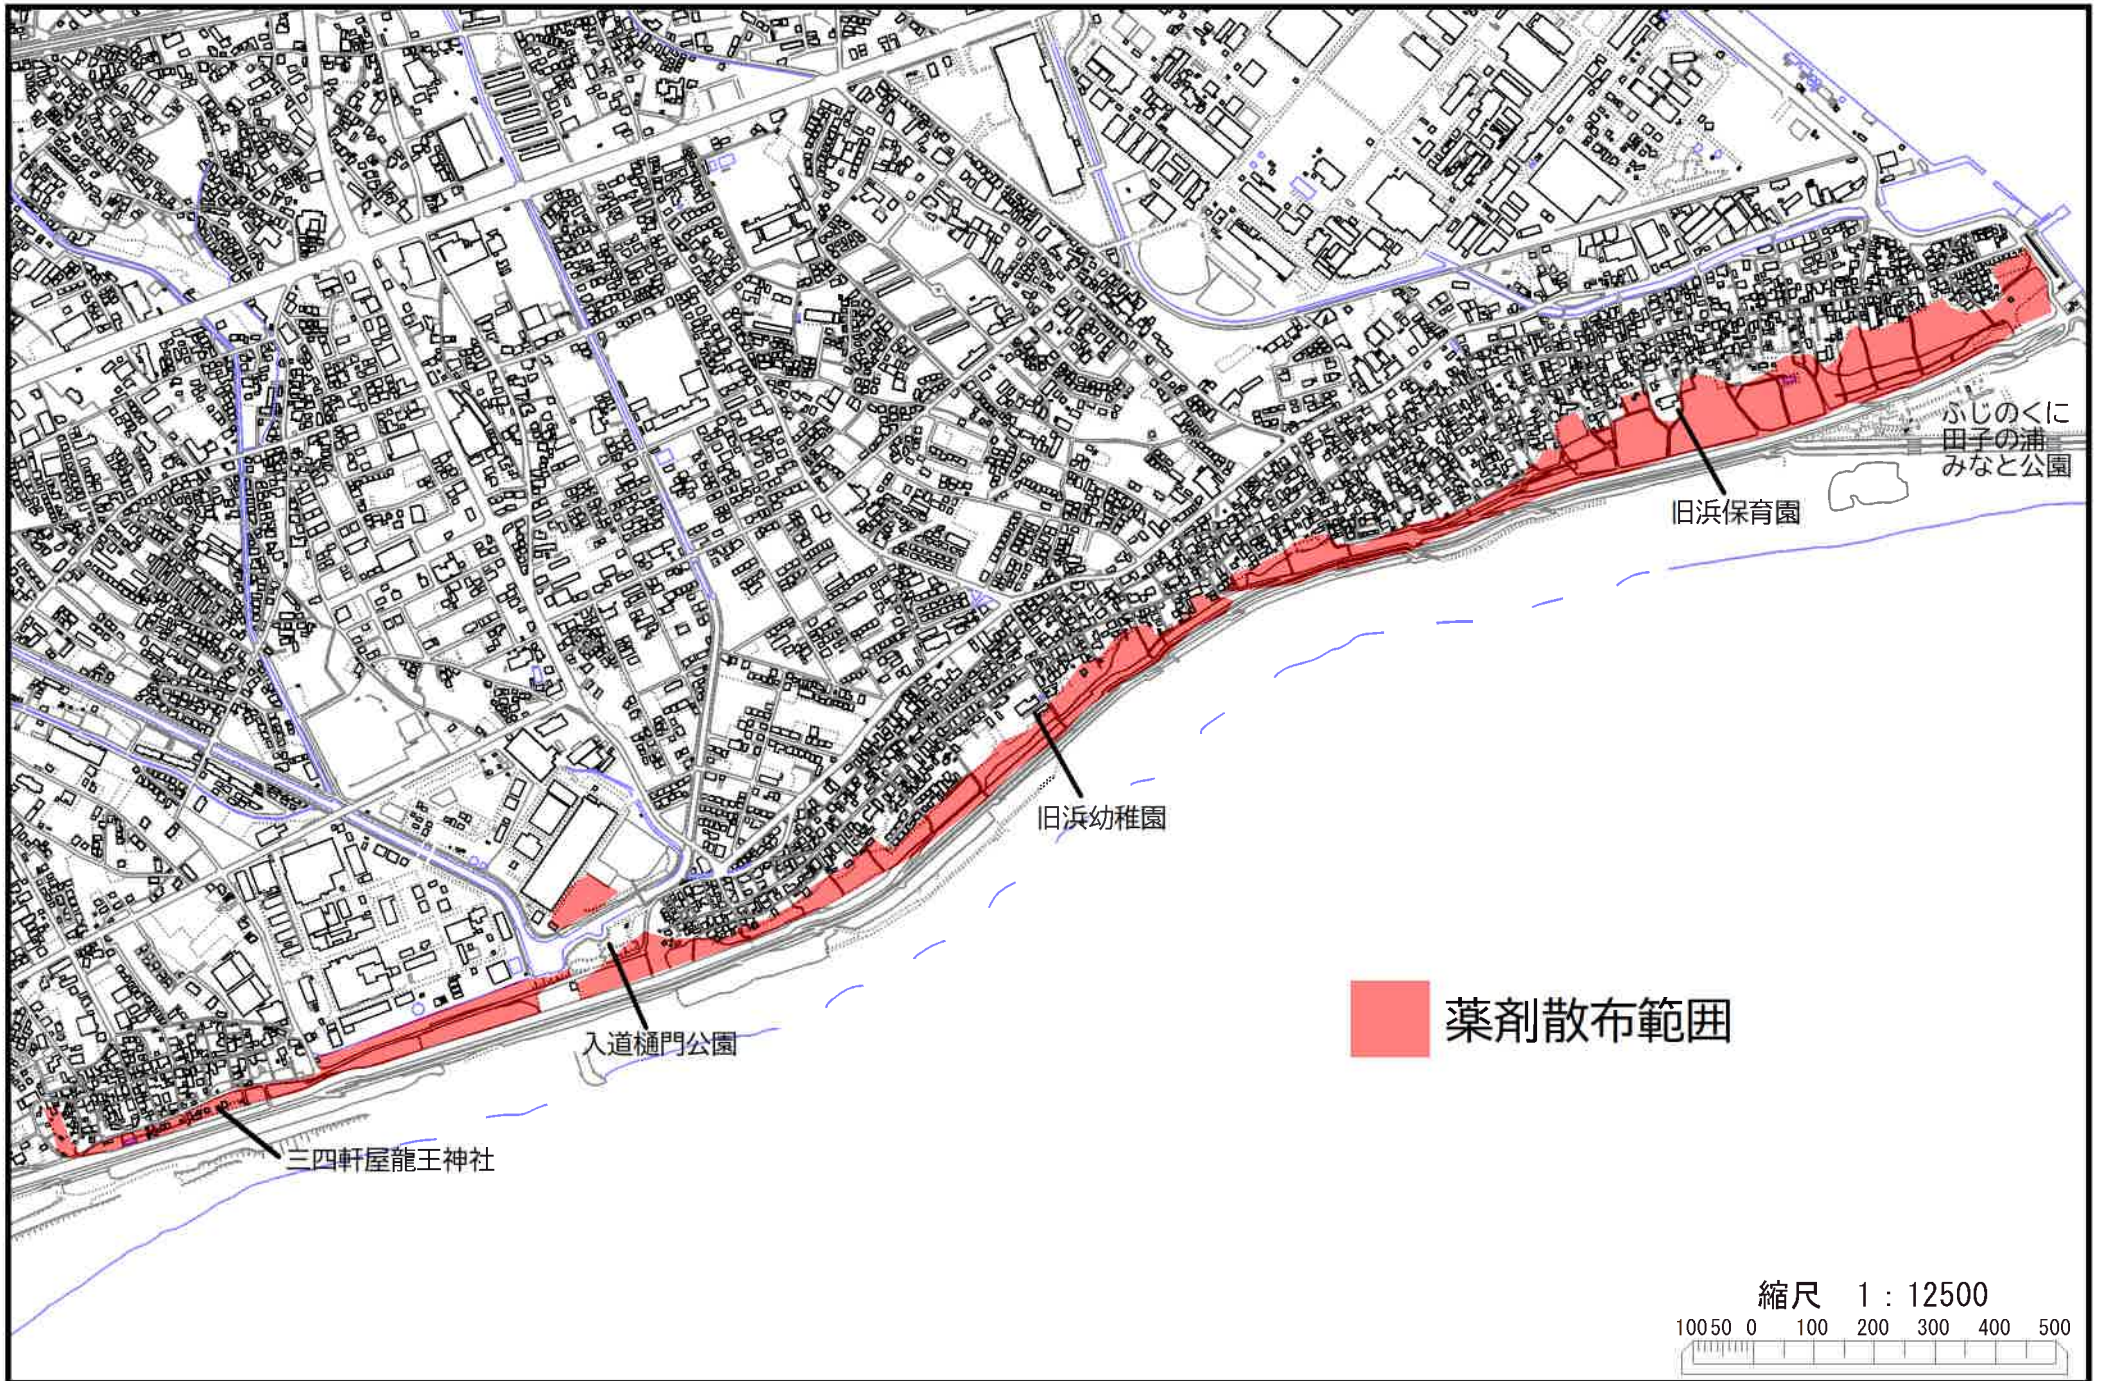 ふじのくに
田子の浦
みなと公園
旧浜保育園
旧浜幼稚園
入道樋門公園
三四軒屋龍王神社
薬剤散布範囲
縮尺 1：12500
100 50 0 100 200 300 400 500